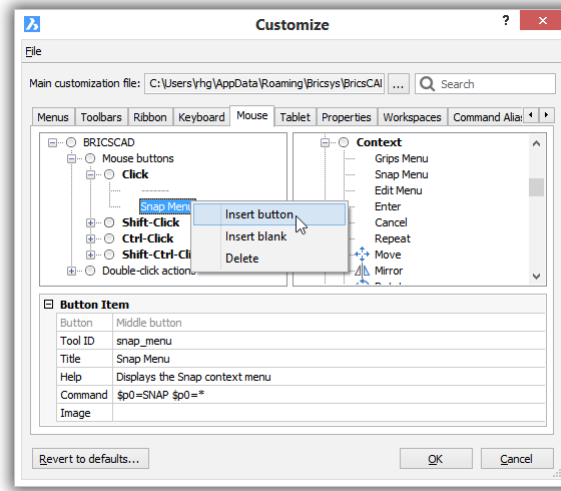 Customize
?
×
File
Main customization file: C:\Users\rhg\AppData\Roaming\Bricsys\BricsCAI ... Search
Menus Toolbars Ribbon Keyboard Mouse Tablet Properties Workspaces Command Alias
BRICSCAD
Mouse buttons
Click
--------
Snap Menu
Shift-Click
Ctrl-Click
Shift-Ctrl-Cli
Double-click actions
Insert button
Insert blank
Delete
Context
Grips Menu
Snap Menu
Edit Menu
Enter
Cancel
Repeat
Move
Mirror
Button Item
Button Middle button
Tool ID snap_menu
Title Snap Menu
Help Displays the Snap context menu
Command $p0=SNAP $p0=*
Image
Revert to defaults... OK Cancel